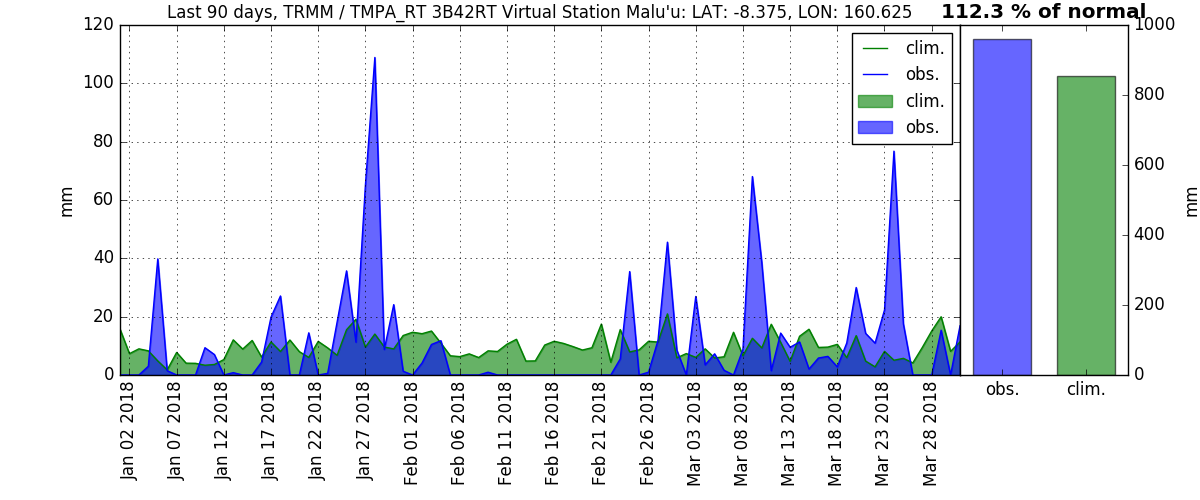 Last 90 days, TRMM / TMPA_RT 3B42RT Virtual Station Malu'u: LAT: -8.375, LON: 160.625
112.3 % of normal
120
100
80
60
40
20
0
mm
clim.
obs.
clim.
obs.
1000
800
600
400
200
0
mm
Jan 02 2018
Jan 07 2018
Jan 12 2018
Jan 17 2018
Jan 22 2018
Jan 27 2018
Feb 01 2018
Feb 06 2018
Feb 11 2018
Feb 16 2018
Feb 21 2018
Feb 26 2018
Mar 03 2018
Mar 08 2018
Mar 13 2018
Mar 18 2018
Mar 23 2018
Mar 28 2018
obs.
clim.